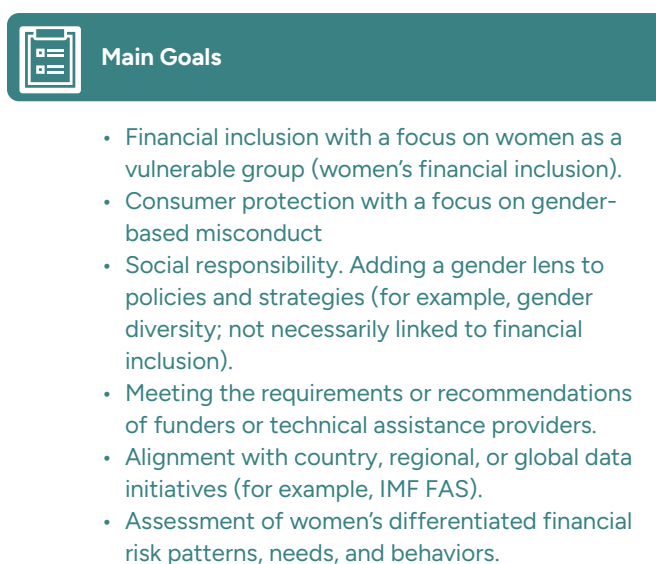 Main Goals
• Financial inclusion with a focus on women as a
vulnerable group (women’s financial inclusion).
• Consumer protection with a focus on gender-
based misconduct
• Social responsibility. Adding a gender lens to
policies and strategies (for example, gender
diversity; not necessarily linked to financial
inclusion).
• Meeting the requirements or recommendations
of funders or technical assistance providers.
• Alignment with country, regional, or global data
initiatives (for example, IMF FAS).
• Assessment of women’s differentiated financial
risk patterns, needs, and behaviors.